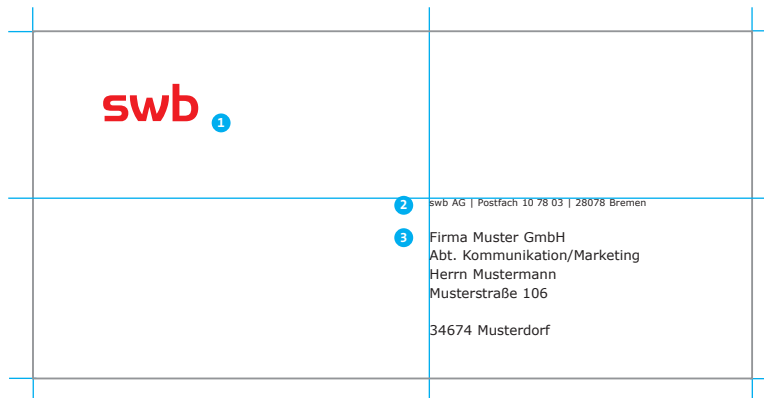 swb
1
2 swb AG | Postfach 10 78 03 | 28078 Bremen
3 Firma Muster GmbH
Abt. Kommunikation/Marketing
Herrn Mustermann
Musterstraße 106
34674 Musterdorf